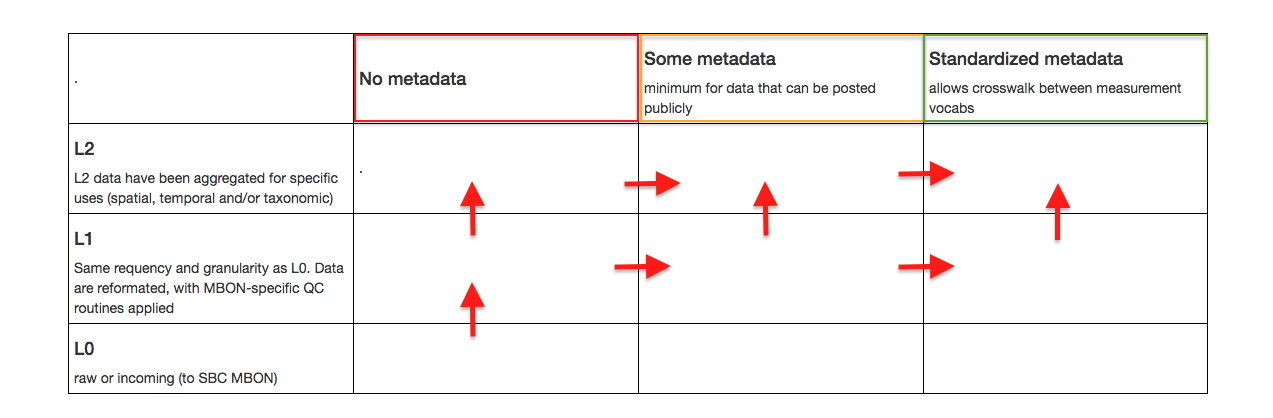 .
No metadata
Some metadata
minimum for data that can be posted
publicly
Standardized metadata
allows crosswalk between measurement
vocabs
L2
L2 data have been aggregated for specific
uses (spatial, temporal and/or taxonomic)
.
L1
Same requency and granularity as L0. Data
are reformated, with MBON-specific QC
routines applied
L0
raw or incoming (to SBC MBON)